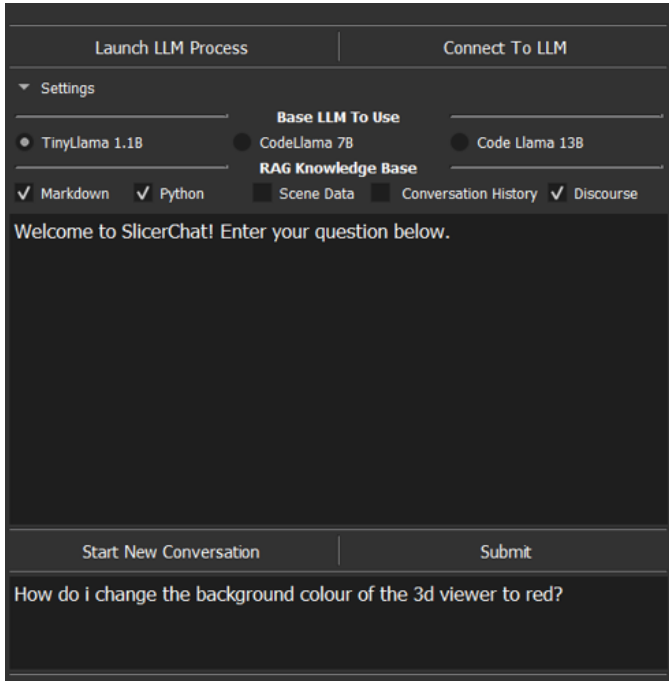 Launch LLM Process Connect To LLM
Settings
Base LLM To Use
TinyLlama 1.1B CodeLlama 7B Code Llama 13B
RAG Knowledge Base
Markdown Python Scene Data Conversation History Discourse
Welcome to SlicerChat! Enter your question below.
Start New Conversation Submit
How do i change the background colour of the 3d viewer to red?